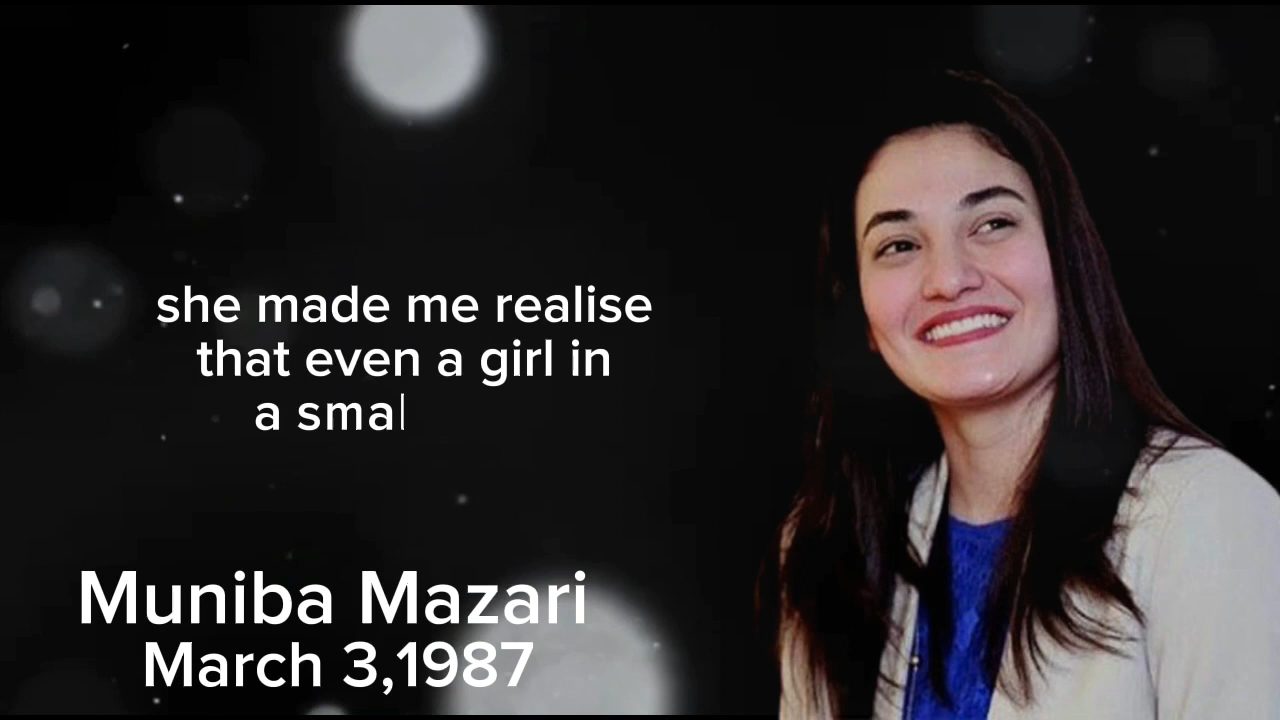 she made me realise
that even a girl in
a smal
Muniba Mazari
March 3,1987